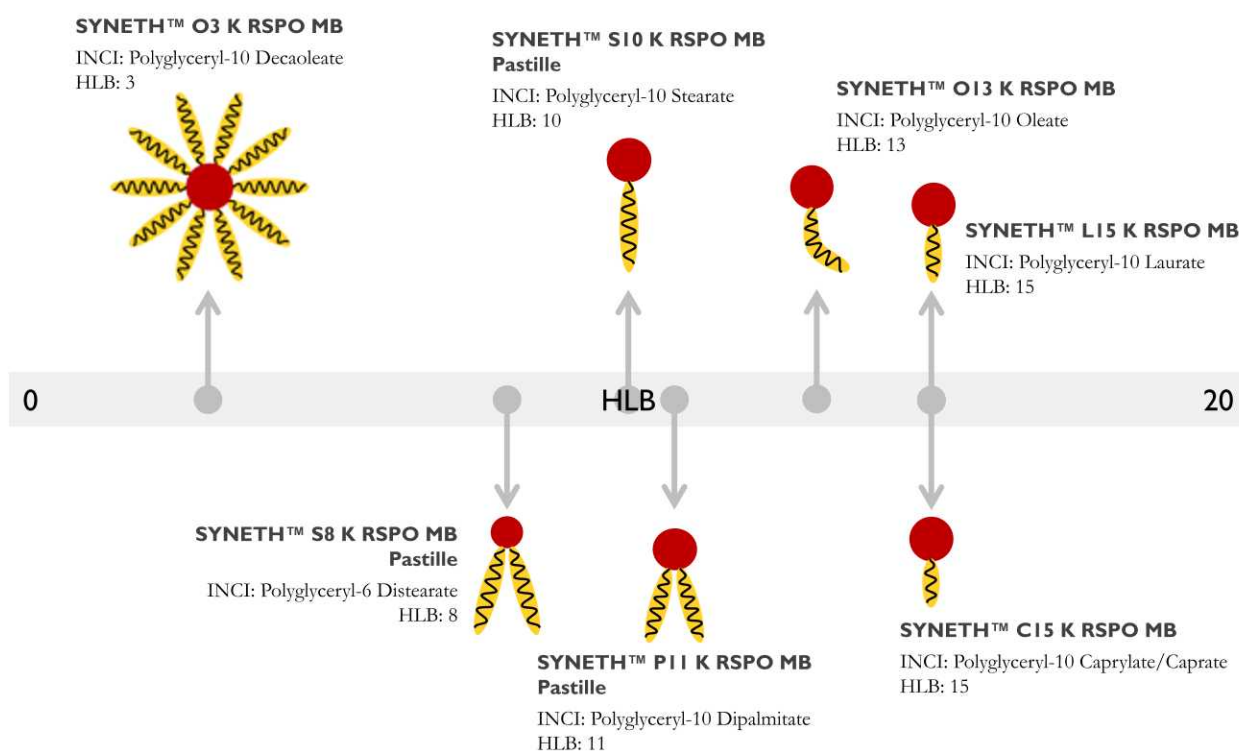 SYNETH™ O3 K RSPO MB
INCI: Polyglyceryl-10 Decaoleate
HLB: 3
SYNETH™ S10 K RSPO MB
Pastille
INCI: Polyglyceryl-10 Stearate
HLB: 10
SYNETH™ O13 K RSPO MB
INCI: Polyglyceryl-10 Oleate
HLB: 13
SYNETH™ L15 K RSPO MB
INCI: Polyglyceryl-10 Laurate
HLB: 15
0
HLB
20
SYNETH™ S8 K RSPO MB
Pastille
INCI: Polyglyceryl-6 Distearate
HLB: 8
SYNETH™ P11 K RSPO MB
Pastille
INCI: Polyglyceryl-10 Dipalmitate
HLB: 11
SYNETH™ C15 K RSPO MB
INCI: Polyglyceryl-10 Caprylate/Caprate
HLB: 15